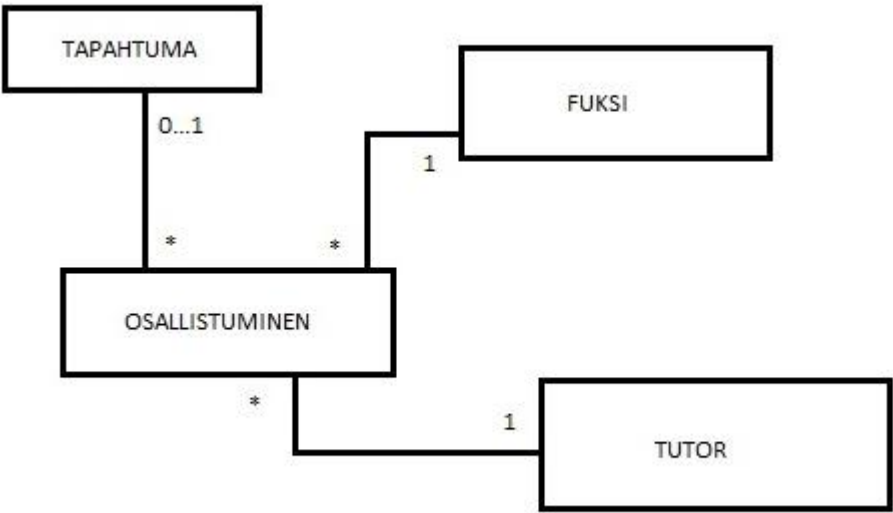 TAPAHTUMA
FUKSI
0...1
1
*
*
OSALLISTUMINEN
*
1
TUTOR